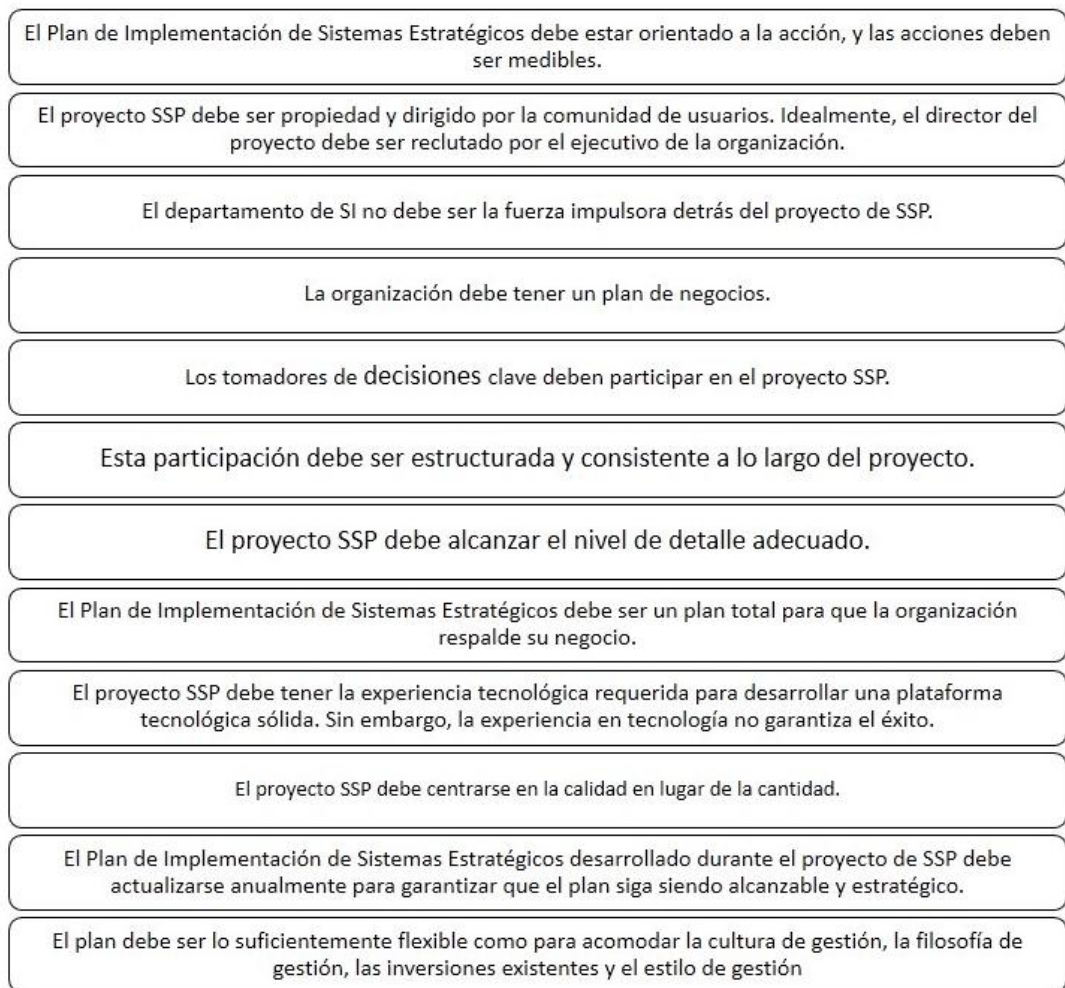 El Plan de Implementación de Sistemas Estratégicos debe estar orientado a la acción, y las acciones deben
ser medibles.
El proyecto SSP debe ser propiedad y dirigido por la comunidad de usuarios. Idealmente, el director del
proyecto debe ser reclutado por el ejecutivo de la organización.
El departamento de SI no debe ser la fuerza impulsora detrás del proyecto de SSP.
La organización debe tener un plan de negocios.
Los tomadores de decisiones clave deben participar en el proyecto SSP.
Esta participación debe ser estructurada y consistente a lo largo del proyecto.
El proyecto SSP debe alcanzar el nivel de detalle adecuado.
El Plan de Implementación de Sistemas Estratégicos debe ser un plan total para que la organización
respalde su negocio.
El proyecto SSP debe tener la experiencia tecnológica requerida para desarrollar una plataforma
tecnológica sólida. Sin embargo, la experiencia en tecnología no garantiza el éxito.
El proyecto SSP debe centrarse en la calidad en lugar de la cantidad.
El Plan de Implementación de Sistemas Estratégicos desarrollado durante el proyecto de SSP debe
actualizarse anualmente para garantizar que el plan siga siendo alcanzable y estratégico.
El plan debe ser lo suficientemente flexible como para acomodar la cultura de gestión, la filosofía de
gestión, las inversiones existentes y el estilo de gestión